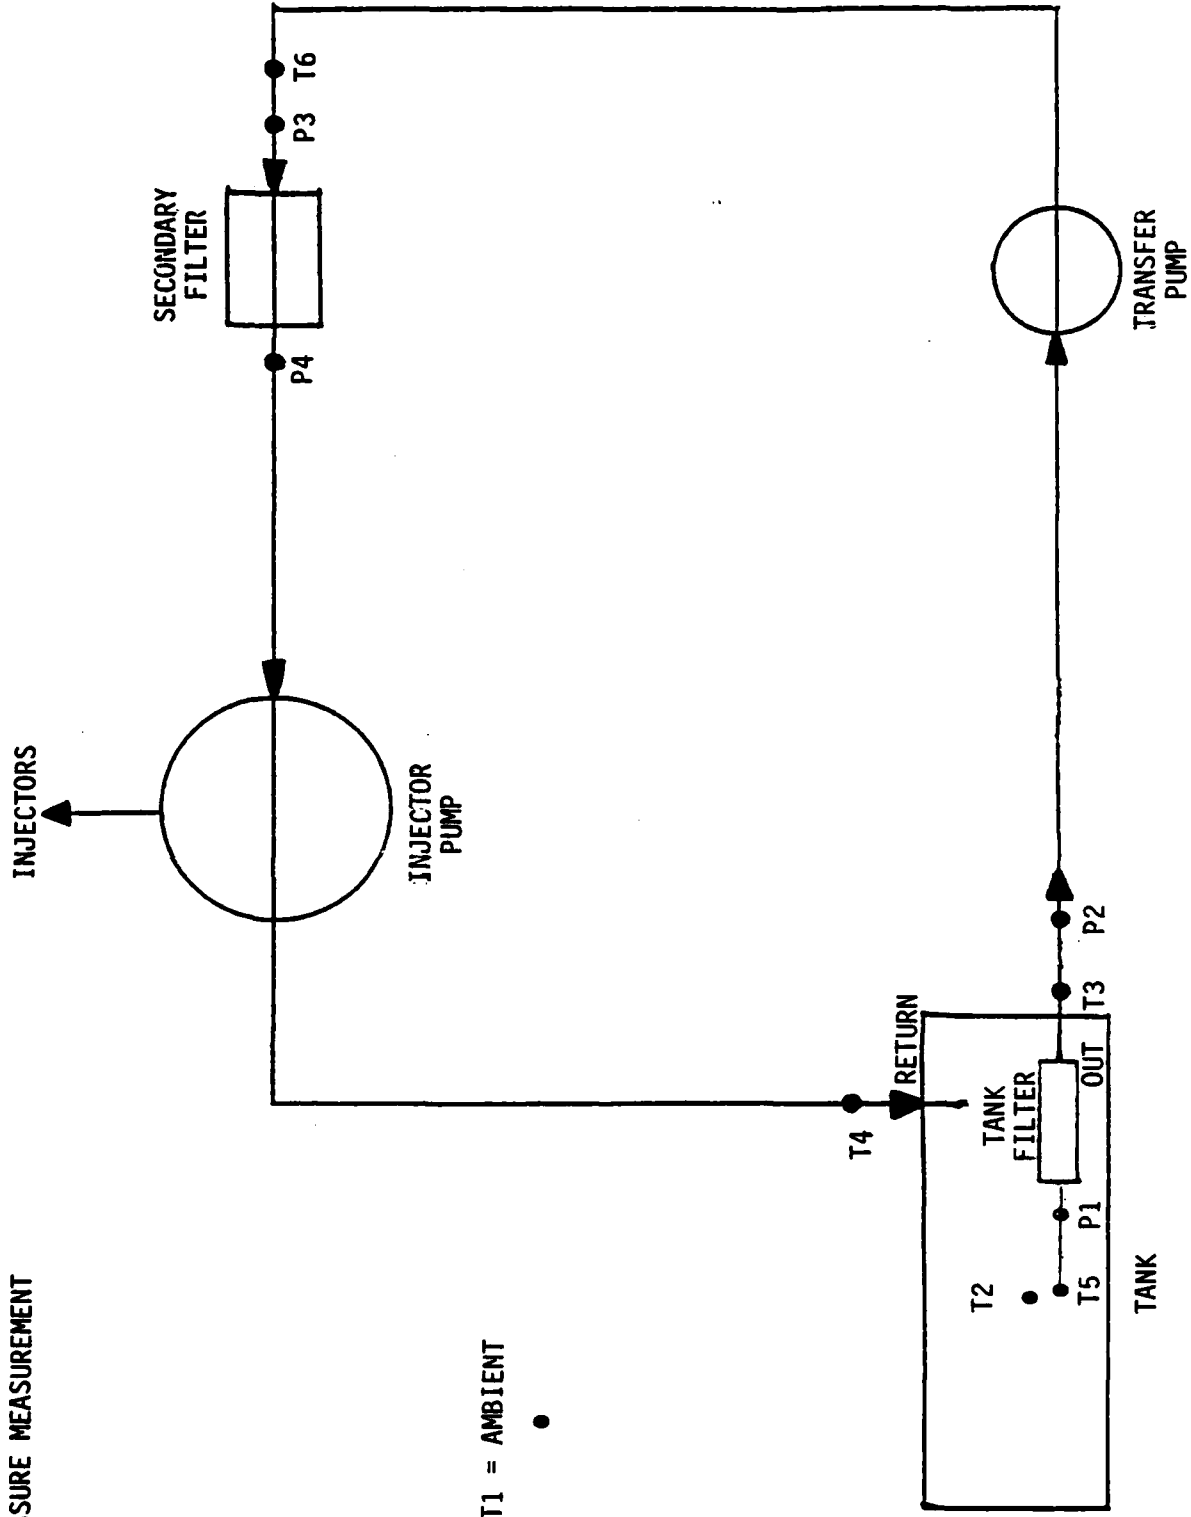 SURE MEASUREMENT
T1 = AMBIENT
INJECTORS
INJECTOR
PUMP
SECONDARY
FILTER
P4
P3
T6
T4
RETURN
TANK
FILTER
OUT
T2
T5
P1
T3
P2
TANK
TRANSFER
PUMP